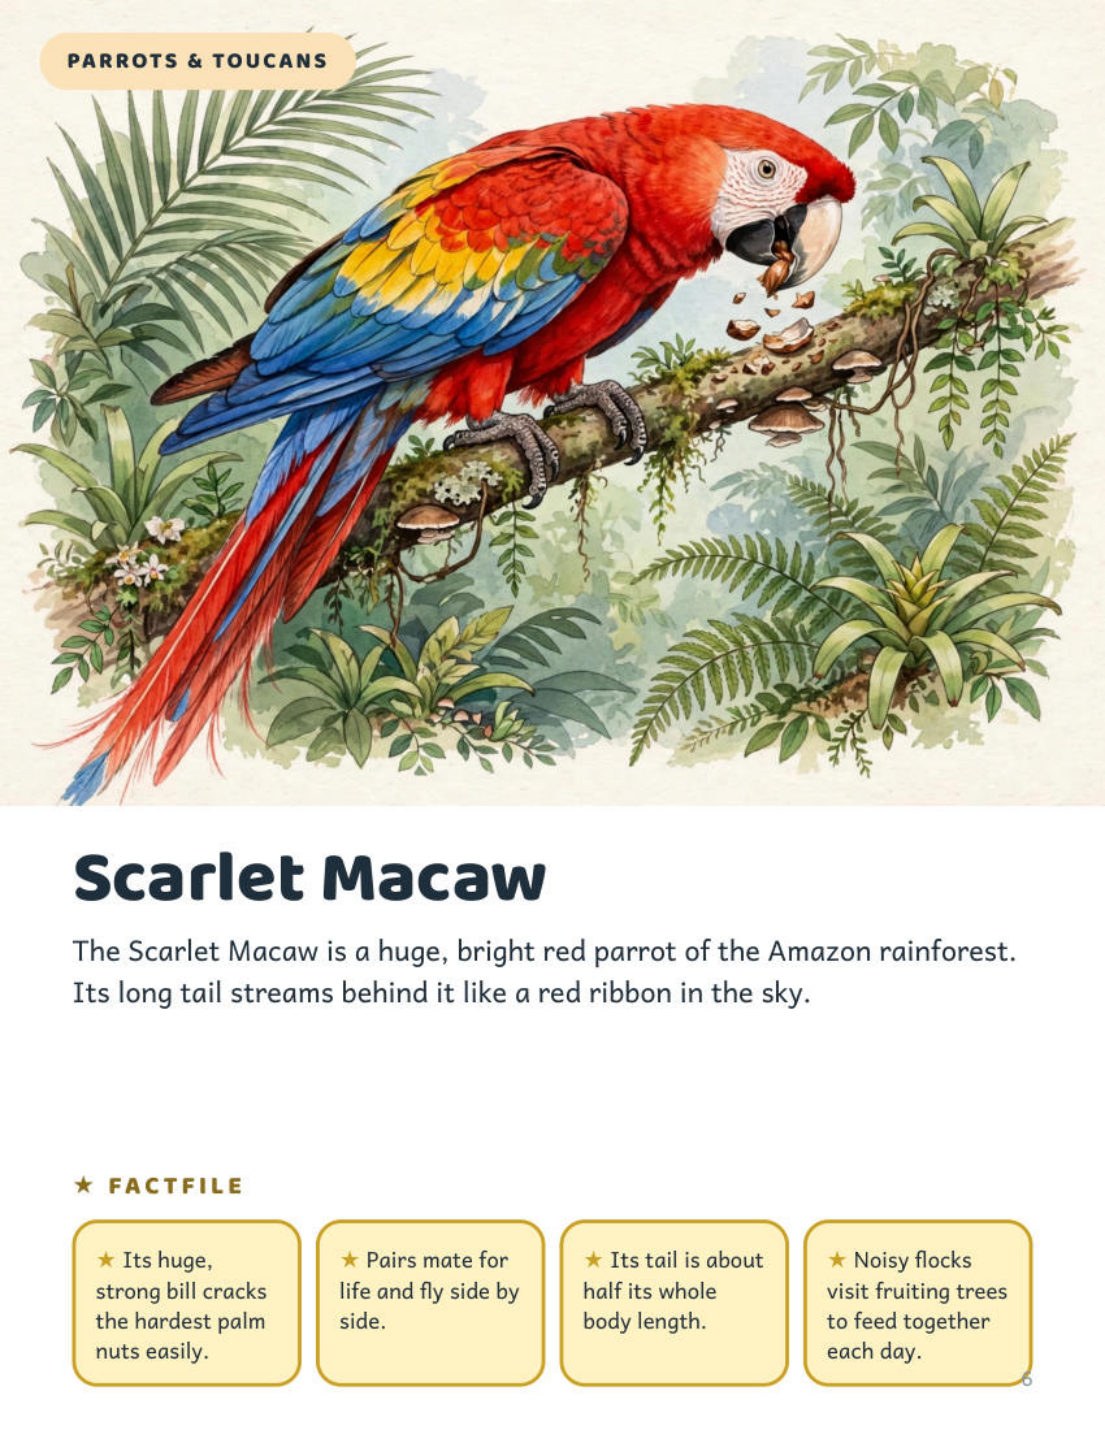 PARROTS & TOUCANS
Scarlet Macaw
The Scarlet Macaw is a huge, bright red parrot of the Amazon rainforest.
Its long tail streams behind it like a red ribbon in the sky.
★ FACTFILE
★ Its huge,
strong bill cracks
the hardest palm
nuts easily.
★ Pairs mate for
life and fly side by
side.
★ Its tail is about
half its whole
body length.
★ Noisy flocks
visit fruiting trees
to feed together
each day.
6